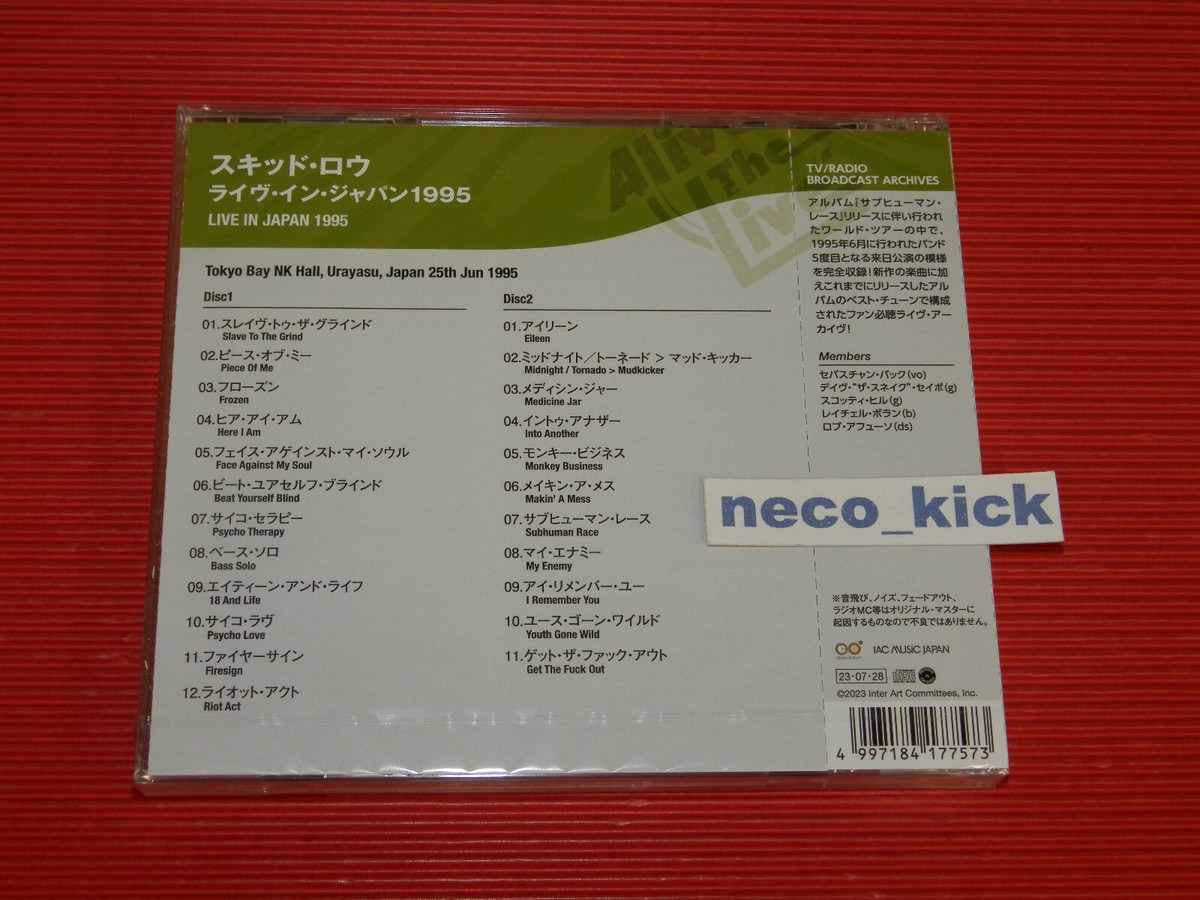 スキッド・ロウ
ライヴ・イン・ジャパン1995
LIVE IN JAPAN 1995
Alive
The
Live
Tokyo Bay NK Hall, Urayasu, Japan 25th Jun 1995
Disc1
01.スレイヴ・トゥ・ザ・グラインド
Slave To The Grind
02.ピース・オブ・ミー
Piece Of Me
03.フローズン
Frozen
04.ヒア・アイ・アム
Here I Am
05.フェイス・アゲインスト・マイ・ソウル
Face Against My Soul
06.ビート・ユアセルフ・ブラインド
Beat Yourself Blind
07.サイコ・セラピー
Psycho Therapy
08.ベース・ソロ
Bass Solo
09.エイティーン・アンド・ライフ
18 And Life
10.サイコ・ラヴ
Psycho Love
11.ファイヤーサイン
Firesign
12.ライオット・アクト
Riot Act
Disc2
01.アイリーン
Eileen
02.ミッドナイト／トーネード > マッド・キッカー
Midnight / Tornado > Mudkicker
03.メディシン・ジャー
Medicine Jar
04.イントゥ・アナザー
Into Another
05.モンキー・ビジネス
Monkey Business
06.メイキン・ア・メス
Makin' A Mess
07.サブヒューマン・レース
Subhuman Race
08.マイ・エナミー
My Enemy
09.アイ・リメンバー・ユー
I Remember You
10.ユース・ゴーン・ワイルド
Youth Gone Wild
11.ゲット・ザ・ファック・アウト
Get The Fuck Out
TV/RADIO
BROADCAST ARCHIVES
アルバム『サブヒューマン・
レース』リリースに伴い行われ
たワールド・ツアーの中で、
1995年6月に行われたバンド
5度目となる来日公演の模様
を完全収録!新作の楽曲に加
えこれまでにリリースしたアル
バムのベスト・チューンで構成
されたファン必聴ライヴ・アー
カイヴ!
Members
セバスチャン・バック(vo)
デイヴ・"ザ・スネイク"・セイボ(g)
スコッティ・ヒル(g)
レイチェル・ボラン(b)
ロブ・アフューソ(ds)
neco_kick
※音飛び、ノイズ、フェードアウト、
ラジオMC等はオリジナル・マスターに
起因するものなので不良ではありません。
IAC MUSIC JAPAN
23・07・28
©2023 Inter Art Committees, Inc.
4 997184 177573